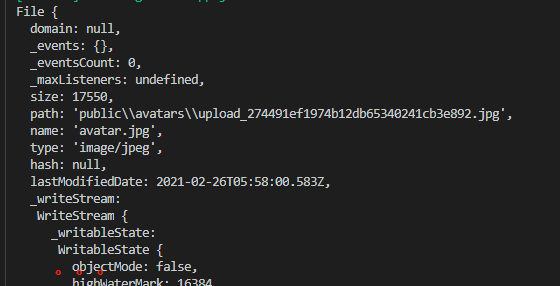 File {
domain: null,
_events: {},
_eventsCount: 0,
_maxListeners: undefined,
size: 17550,
path: 'public\\avatars\\upload_274491ef1974b12db65340241cb3e892.jpg',
name: 'avatar.jpg',
type: 'image/jpeg',
hash: null,
lastModifiedDate: 2021-02-26T05:58:00.583Z,
_writeStream:
WriteStream {
_writableState:
WritableState {
objectMode: false,
highWaterMark: 16384,